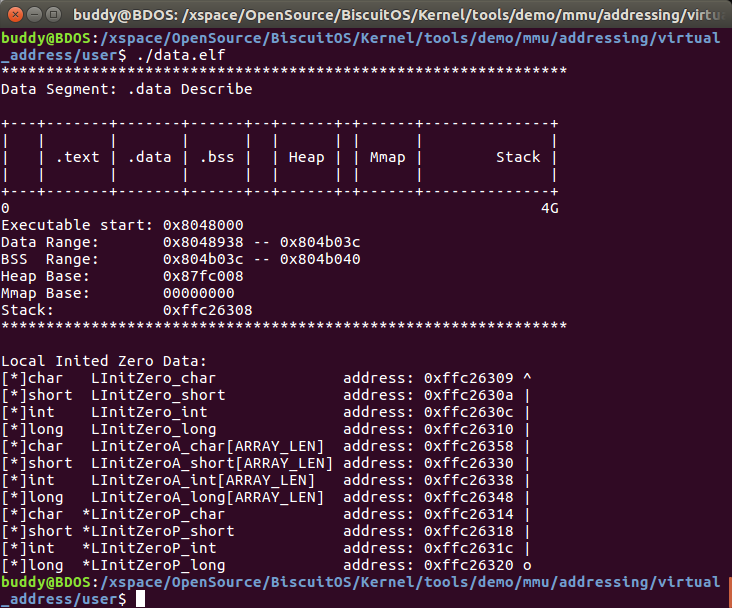 buddy@BDOS: /xspace/OpenSource/BiscuitOS/Kernel/tools/demo/mmu/addressing/virtu
buddy@BDOS:/xspace/OpenSource/BiscuitOS/Kernel/tools/demo/mmu/addressing/virtual
_address/user$ ./data.elf
***************************************************************
Data Segment: .data Describe

+---+-------+-------+------+--+------+-+------+--------------+
|   |       |       |      |  |      | |      |              |
|   | .text | .data | .bss |  | Heap | | Mmap |        Stack |
|   |       |       |      |  |      | |      |              |
+---+-------+-------+------+--+------+-+------+--------------+
0                                                           4G
Executable start: 0x8048000
Data Range:       0x8048938 -- 0x804b03c
BSS  Range:       0x804b03c -- 0x804b040
Heap Base:        0x87fc008
Mmap Base:        00000000
Stack:            0xffc26308
***************************************************************

Local Inited Zero Data:
[*]char   LInitZero_char              address: 0xffc26309 ^
[*]short  LInitZero_short             address: 0xffc2630a |
[*]int    LInitZero_int               address: 0xffc2630c |
[*]long   LInitZero_long              address: 0xffc26310 |
[*]char   LInitZeroA_char[ARRAY_LEN]  address: 0xffc26358 |
[*]short  LInitZeroA_short[ARRAY_LEN] address: 0xffc26330 |
[*]int    LInitZeroA_int[ARRAY_LEN]   address: 0xffc26338 |
[*]long   LInitZeroA_long[ARRAY_LEN]  address: 0xffc26348 |
[*]char  *LInitZeroP_char             address: 0xffc26314 |
[*]short *LInitZeroP_short            address: 0xffc26318 |
[*]int   *LInitZeroP_int              address: 0xffc2631c |
[*]long  *LInitZeroP_long             address: 0xffc26320 o
buddy@BDOS:/xspace/OpenSource/BiscuitOS/Kernel/tools/demo/mmu/addressing/virtual
_address/user$